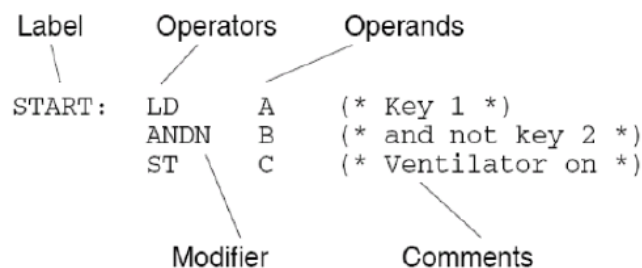 Label Operators Operands
START: LD A (* Key 1 *)
ANDN B (* and not key 2 *)
ST C (* Ventilator on *)
Modifier Comments